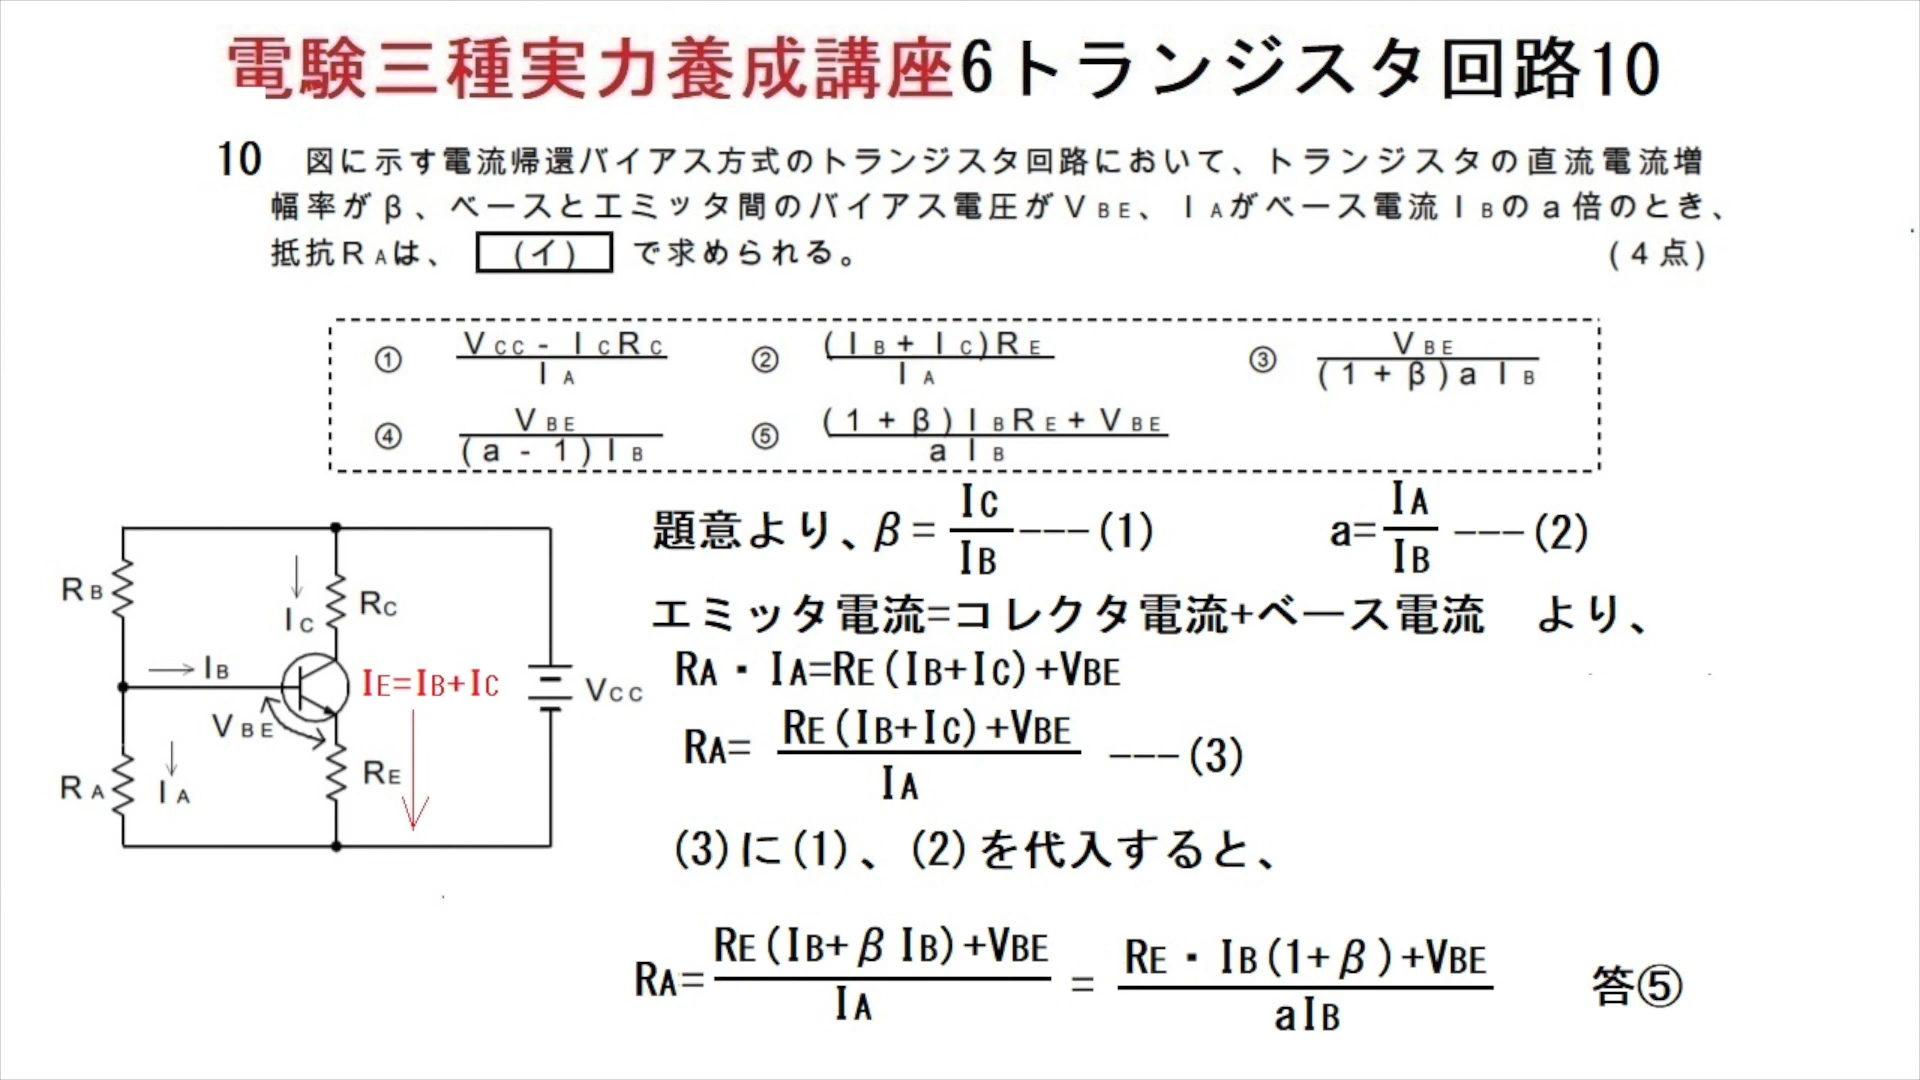 電験三種実力養成講座6トランジスタ回路10
10 図に示す電流帰還バイアス方式のトランジスタ回路において、トランジスタの直流電流増
幅率がβ、ベースとエミッタ間のバイアス電圧がVBE、IAがベース電流IBのa倍のとき、
抵抗RAは、 (イ) で求められる。 (4点)
① (VCC - ICRC) / IA ② (IB + IC)RE / IA ③ VBE / (1 + β)aIB
④ VBE / (a - 1)IB ⑤ ((1 + β)IBRE + VBE) / aIB
題意より、β = IC / IB ---(1) a= IA / IB ---(2)
エミッタ電流=コレクタ電流+ベース電流 より、
RA・IA=RE(IB+IC)+VBE
RA= (RE(IB+IC)+VBE) / IA ---(3)
(3)に(1)、(2)を代入すると、
RA= (RE(IB+βIB)+VBE) / IA = (RE・IB(1+β)+VBE) / aIB 答⑤
RB
IC
RC
IB
IE=IB+IC
VCC
VBE
RE
RA
IA